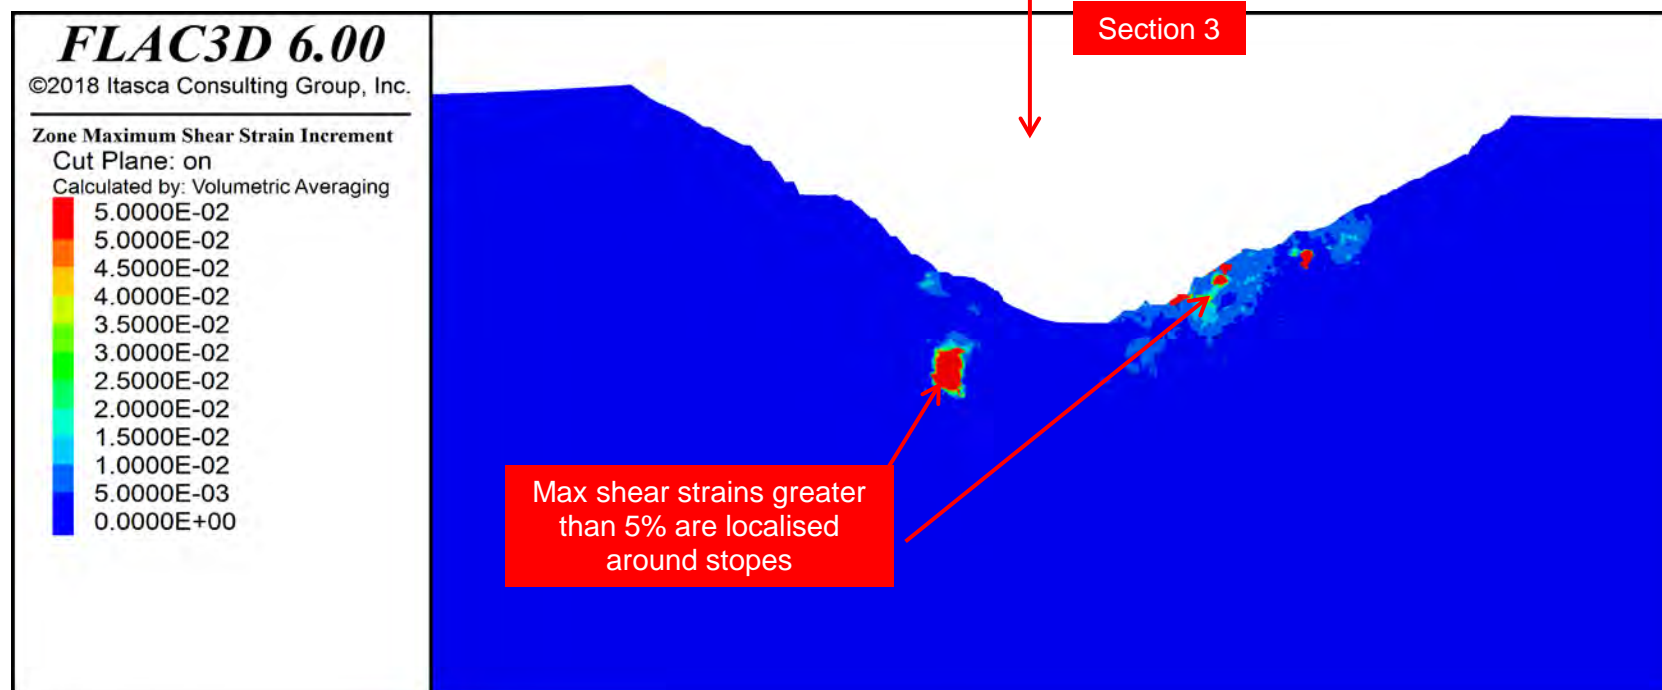 FLAC3D 6.00
©2018 Itasca Consulting Group, Inc.
Zone Maximum Shear Strain Increment
Cut Plane: on
Calculated by: Volumetric Averaging
5.0000E-02
5.0000E-02
4.5000E-02
4.0000E-02
3.5000E-02
3.0000E-02
2.5000E-02
2.0000E-02
1.5000E-02
1.0000E-02
5.0000E-03
0.0000E+00
Section 3
Max shear strains greater
than 5% are localised
around stopes